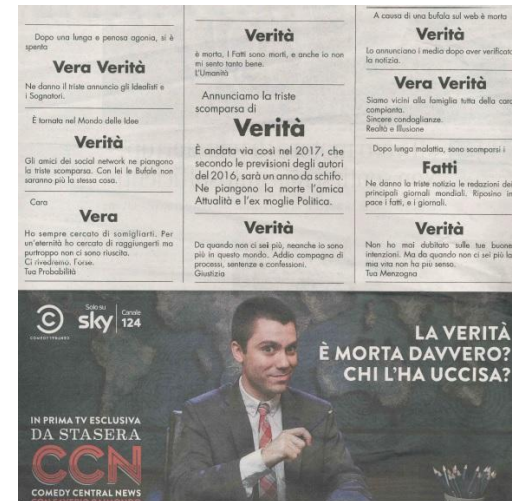 Dopo una lunga e penosa agonia, si è
spenta
Vera Verità
Ne danno il triste annuncio gli Idealisti e
i Sognatori.
È tornata nel Mondo delle Idee
Verità
Gli amici dei social network ne piangono
la triste scomparsa. Con lei le Bufale non
saranno più la stessa cosa.
Cara
Vera
Ho sempre cercato di somigliarti. Per
un'eternità ho cercato di raggiungerti ma
purtroppo non ci sono riuscita.
Ci rivedremo. Forse.
Tua Probabilità
Verità
è morta, I Fatti sono morti, e anche io non
mi sento tanto bene.
L'Umanità
Annunciamo la triste
scomparsa di
Verità
È andata via così nel 2017, che
secondo le previsioni degli autori
del 2016, sarà un anno da schifo.
Ne piangono la morte l'amica
Attualità e l'ex moglie Politica.
Verità
Da quando non ci sei più, neanche io sono
più in questo mondo. Addio compagna di
processi, sentenze e confessioni.
Giustizia
A causa di una bufala sul web è morta
Verità
Lo annunciano i media dopo aver verificato
la notizia.
Vera Verità
Siamo vicini alla famiglia tutta della cara
compianta.
Sincere condoglianze.
Realtà e Illusione
Dopo lunga malattia, sono scomparsi i
Fatti
Ne danno la triste notizia le redazioni dei
principali giornali mondiali. Riposino in
pace i fatti, e i giornali.
Verità
Non ho mai dubitato sulle tue buone
intenzioni. Ma da quando non ci sei più la
mia vita non ha più senso.
Tua Menzogna
COMEDY CENTRAL
Solo su
sky
Canale
124
LA VERITÀ
È MORTA DAVVERO?
CHI L'HA UCCISA?
IN PRIMA TV ESCLUSIVA
DA STASERA
CCN
COMEDY CENTRAL NEWS